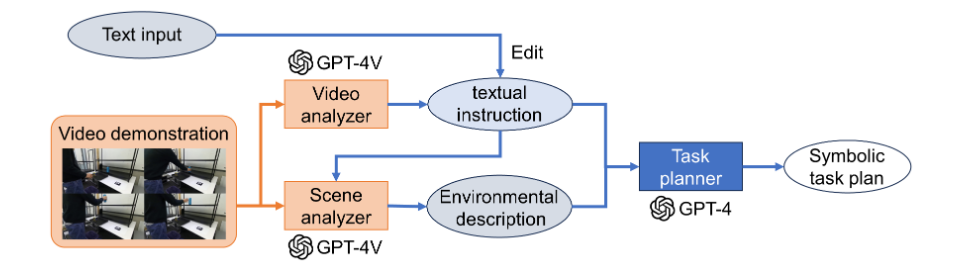 Text input
Edit
GPT-4V
Video
analyzer
textual
instruction
Video demonstration
Task
planner
Symbolic
task plan
Scene
analyzer
Environmental
description
GPT-4
GPT-4V